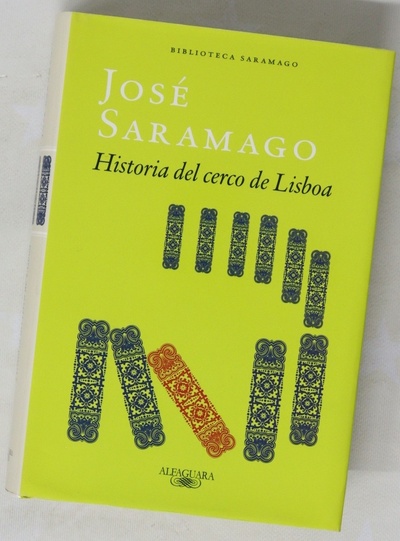 BIBLIOTECA SARAMAGO
JOSÉ
SARAMAGO
Historia del cerco de Lisboa
ALFAGUARA